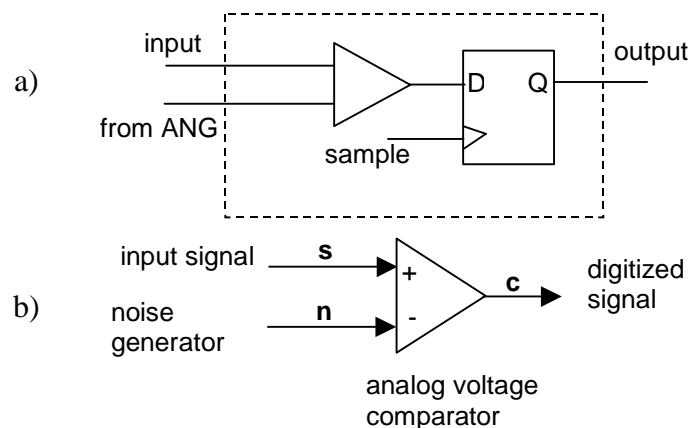 a)
input
from ANG
sample
D
Q
output
b)
input signal
s
+
noise
generator
n
-
c
digitized
signal
analog voltage
comparator